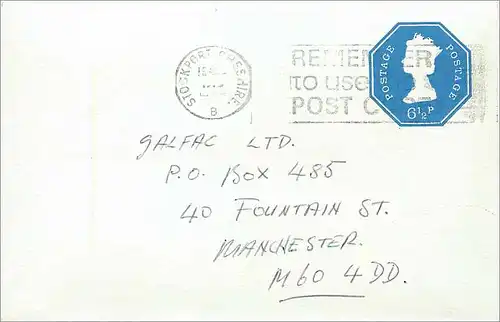 STOCKPORT CHESHIRE.
B
REMEMBER
to use
POST C
POSTAGE POSTAGE
6½P
GALFAC LTD.
P.O. BOX 485
40 FOUNTAIN ST.
MANCHESTER.
M60 4DD.